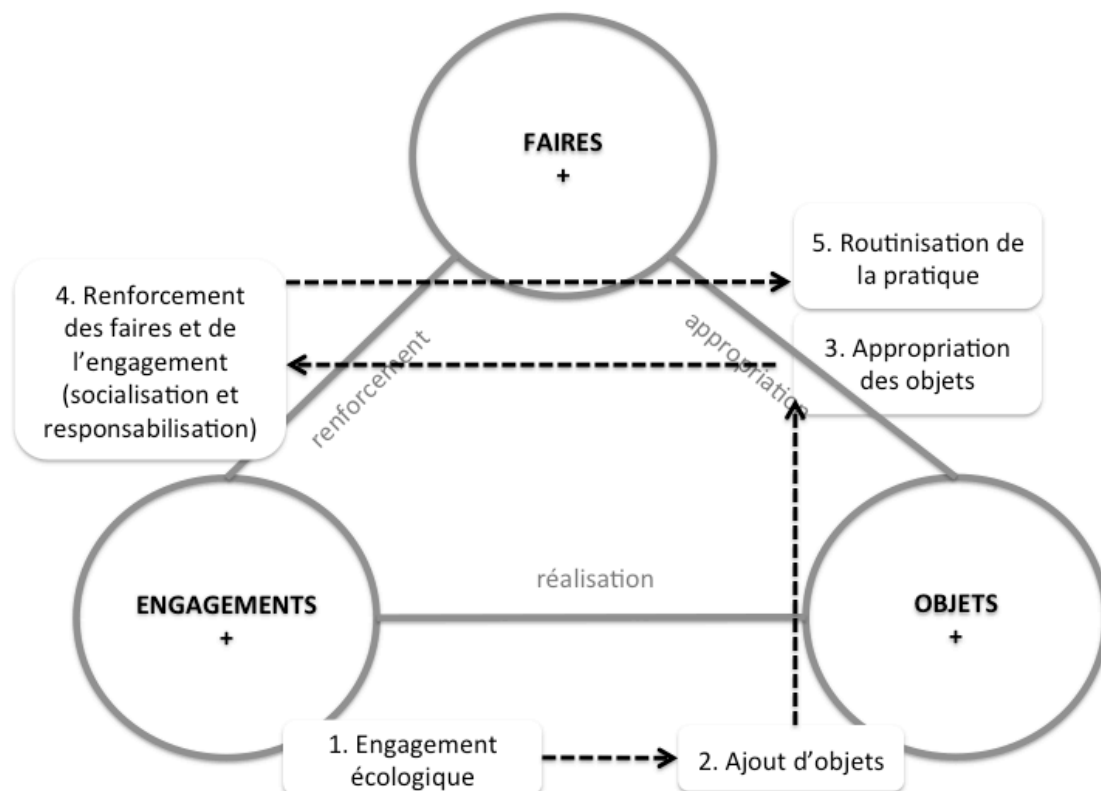 FAIRES
+
5. Routinisation de
la pratique
4. Renforcement
des faires et de
l'engagement
(socialisation et
responsabilisation)
renforcement
appropriation
3. Appropriation
des objets
réalisation
ENGAGEMENTS
+
OBJETS
+
1. Engagement
écologique
2. Ajout d'objets